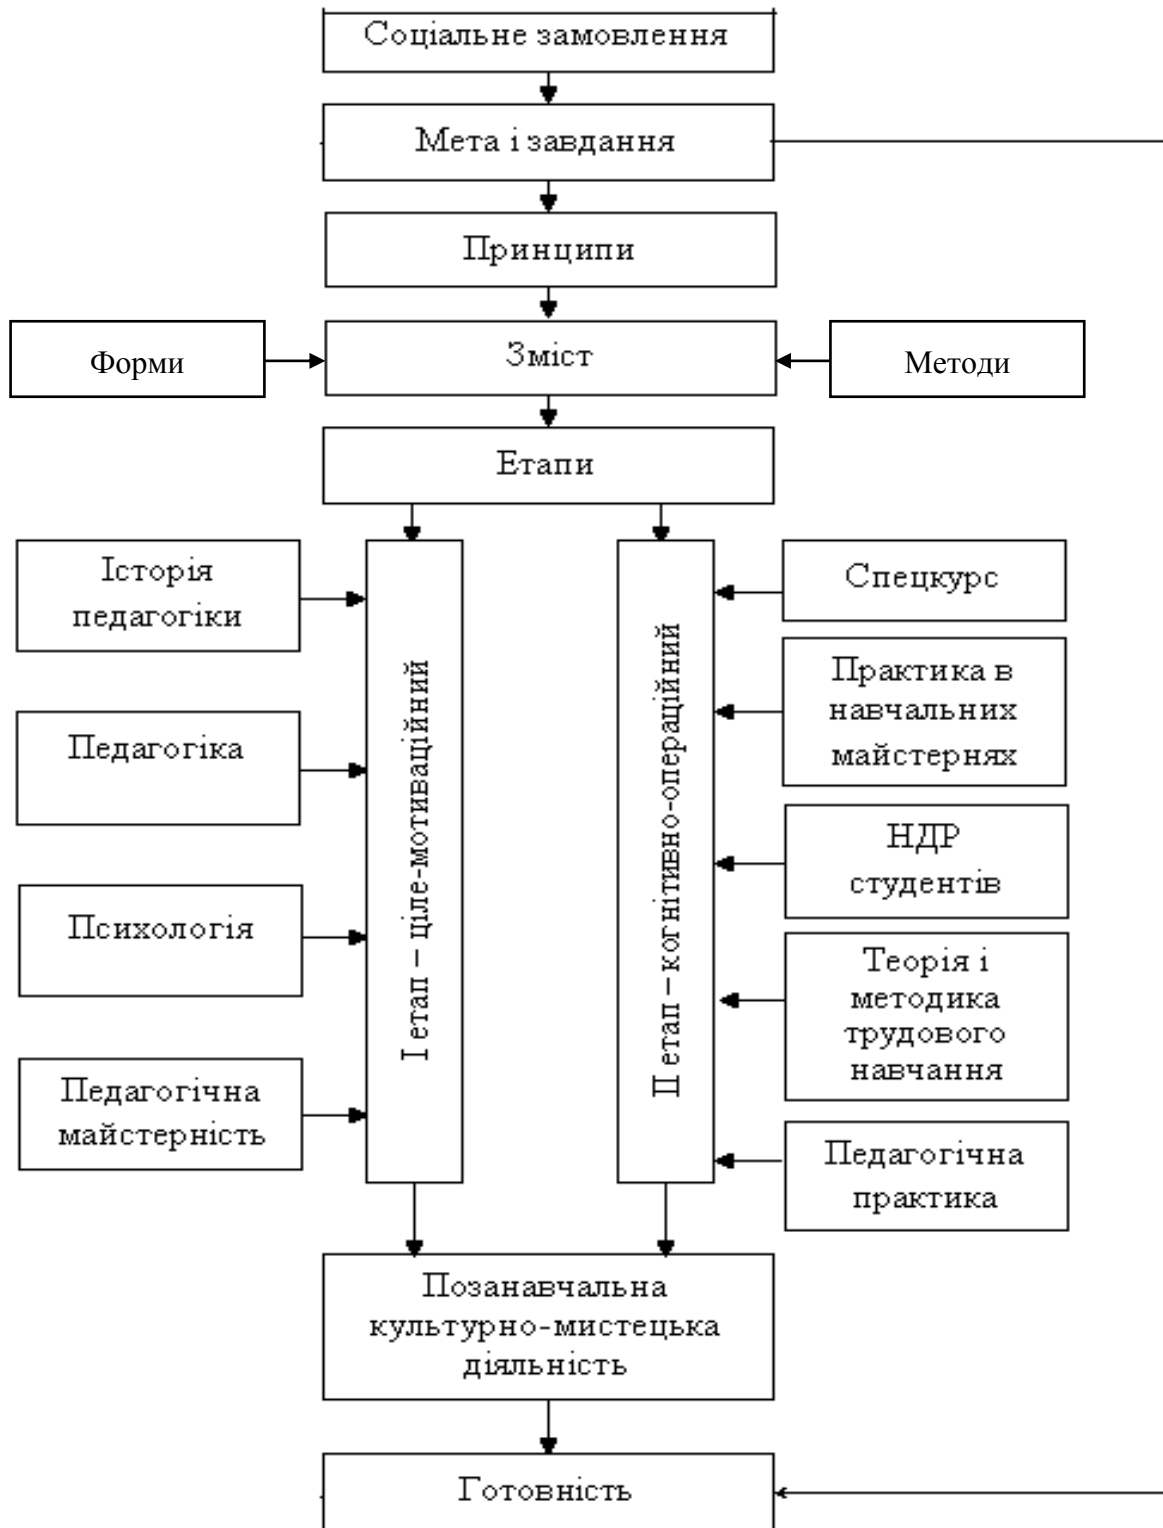 Соціальне замовлення
Мета і завдання
Принципи
Форми
Зміст
Методи
Етапи
Історія
педагогіки
Педагогіка
Психологія
Педагогічна
майстерність
І етап – ціле-мотиваційний
ІІ етап – когнітивно-операційний
Спецкурс
Практика в
навчальних
майстернях
НДР
студентів
Теорія і
методика
трудового
навчання
Педагогічна
практика
Позанавчальна
культурно-мистецька
діяльність
Готовність